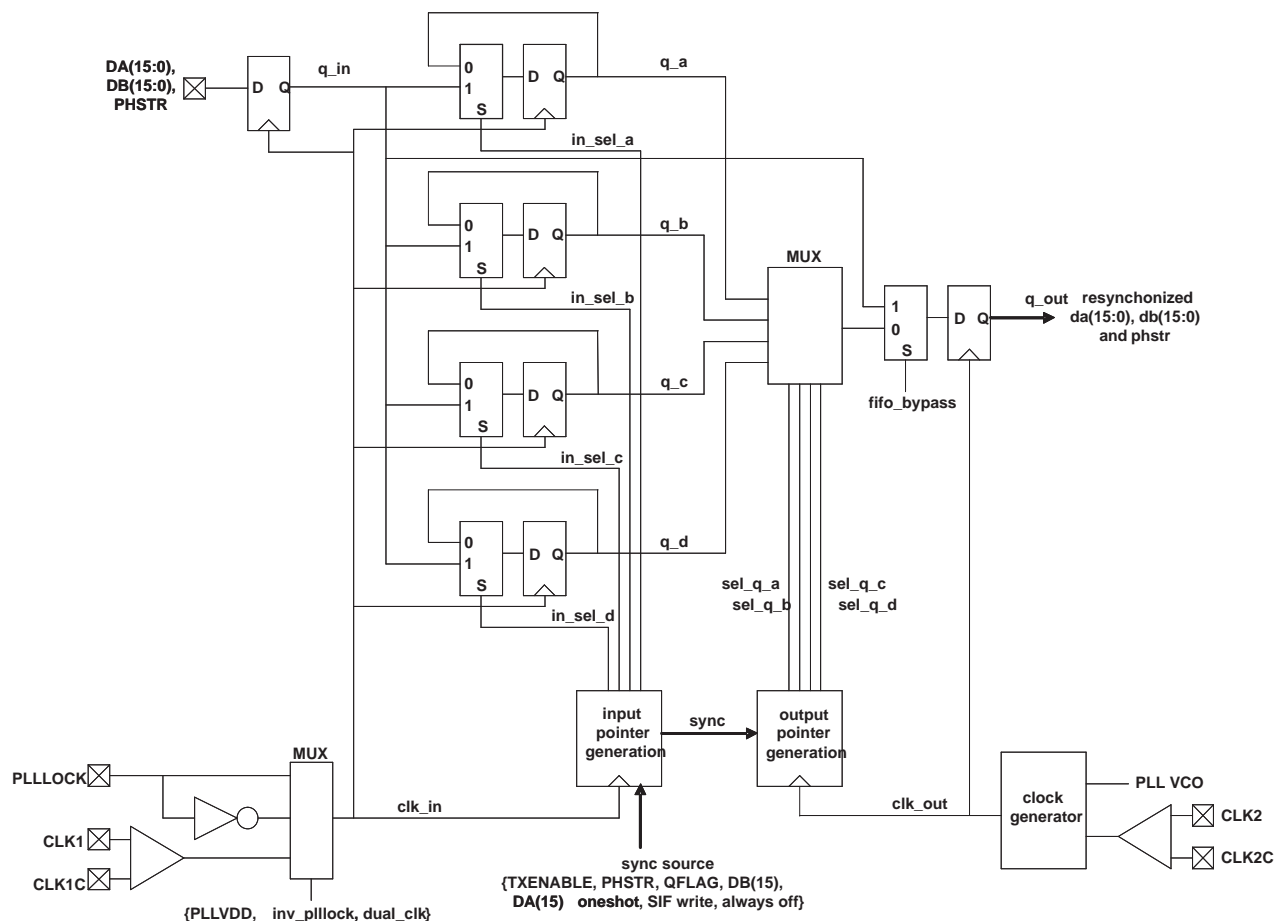 DA(15:0),
DB(15:0),
PHSTR
D Q
q_in
0
1
S
D Q
q_a
in_sel_a
0
1
S
D Q
q_b
in_sel_b
MUX
1
0
S
fifo_bypass
D Q
q_out resynchonized
da(15:0), db(15:0)
and phstr
0
1
S
D Q
q_c
in_sel_c
0
1
S
D Q
q_d
in_sel_d
sel_q_a
sel_q_b
sel_q_c
sel_q_d
input
pointer
generation
sync
output
pointer
generation
MUX
PLLLOCK
CLK1
CLK1C
clk_in
clk_out
clock
generator
PLL VCO
CLK2
CLK2C
sync source
{TXENABLE, PHSTR, QFLAG, DB(15),
DA(15) oneshot, SIF write, always off}
{PLLVDD, inv_plllock, dual_clk}